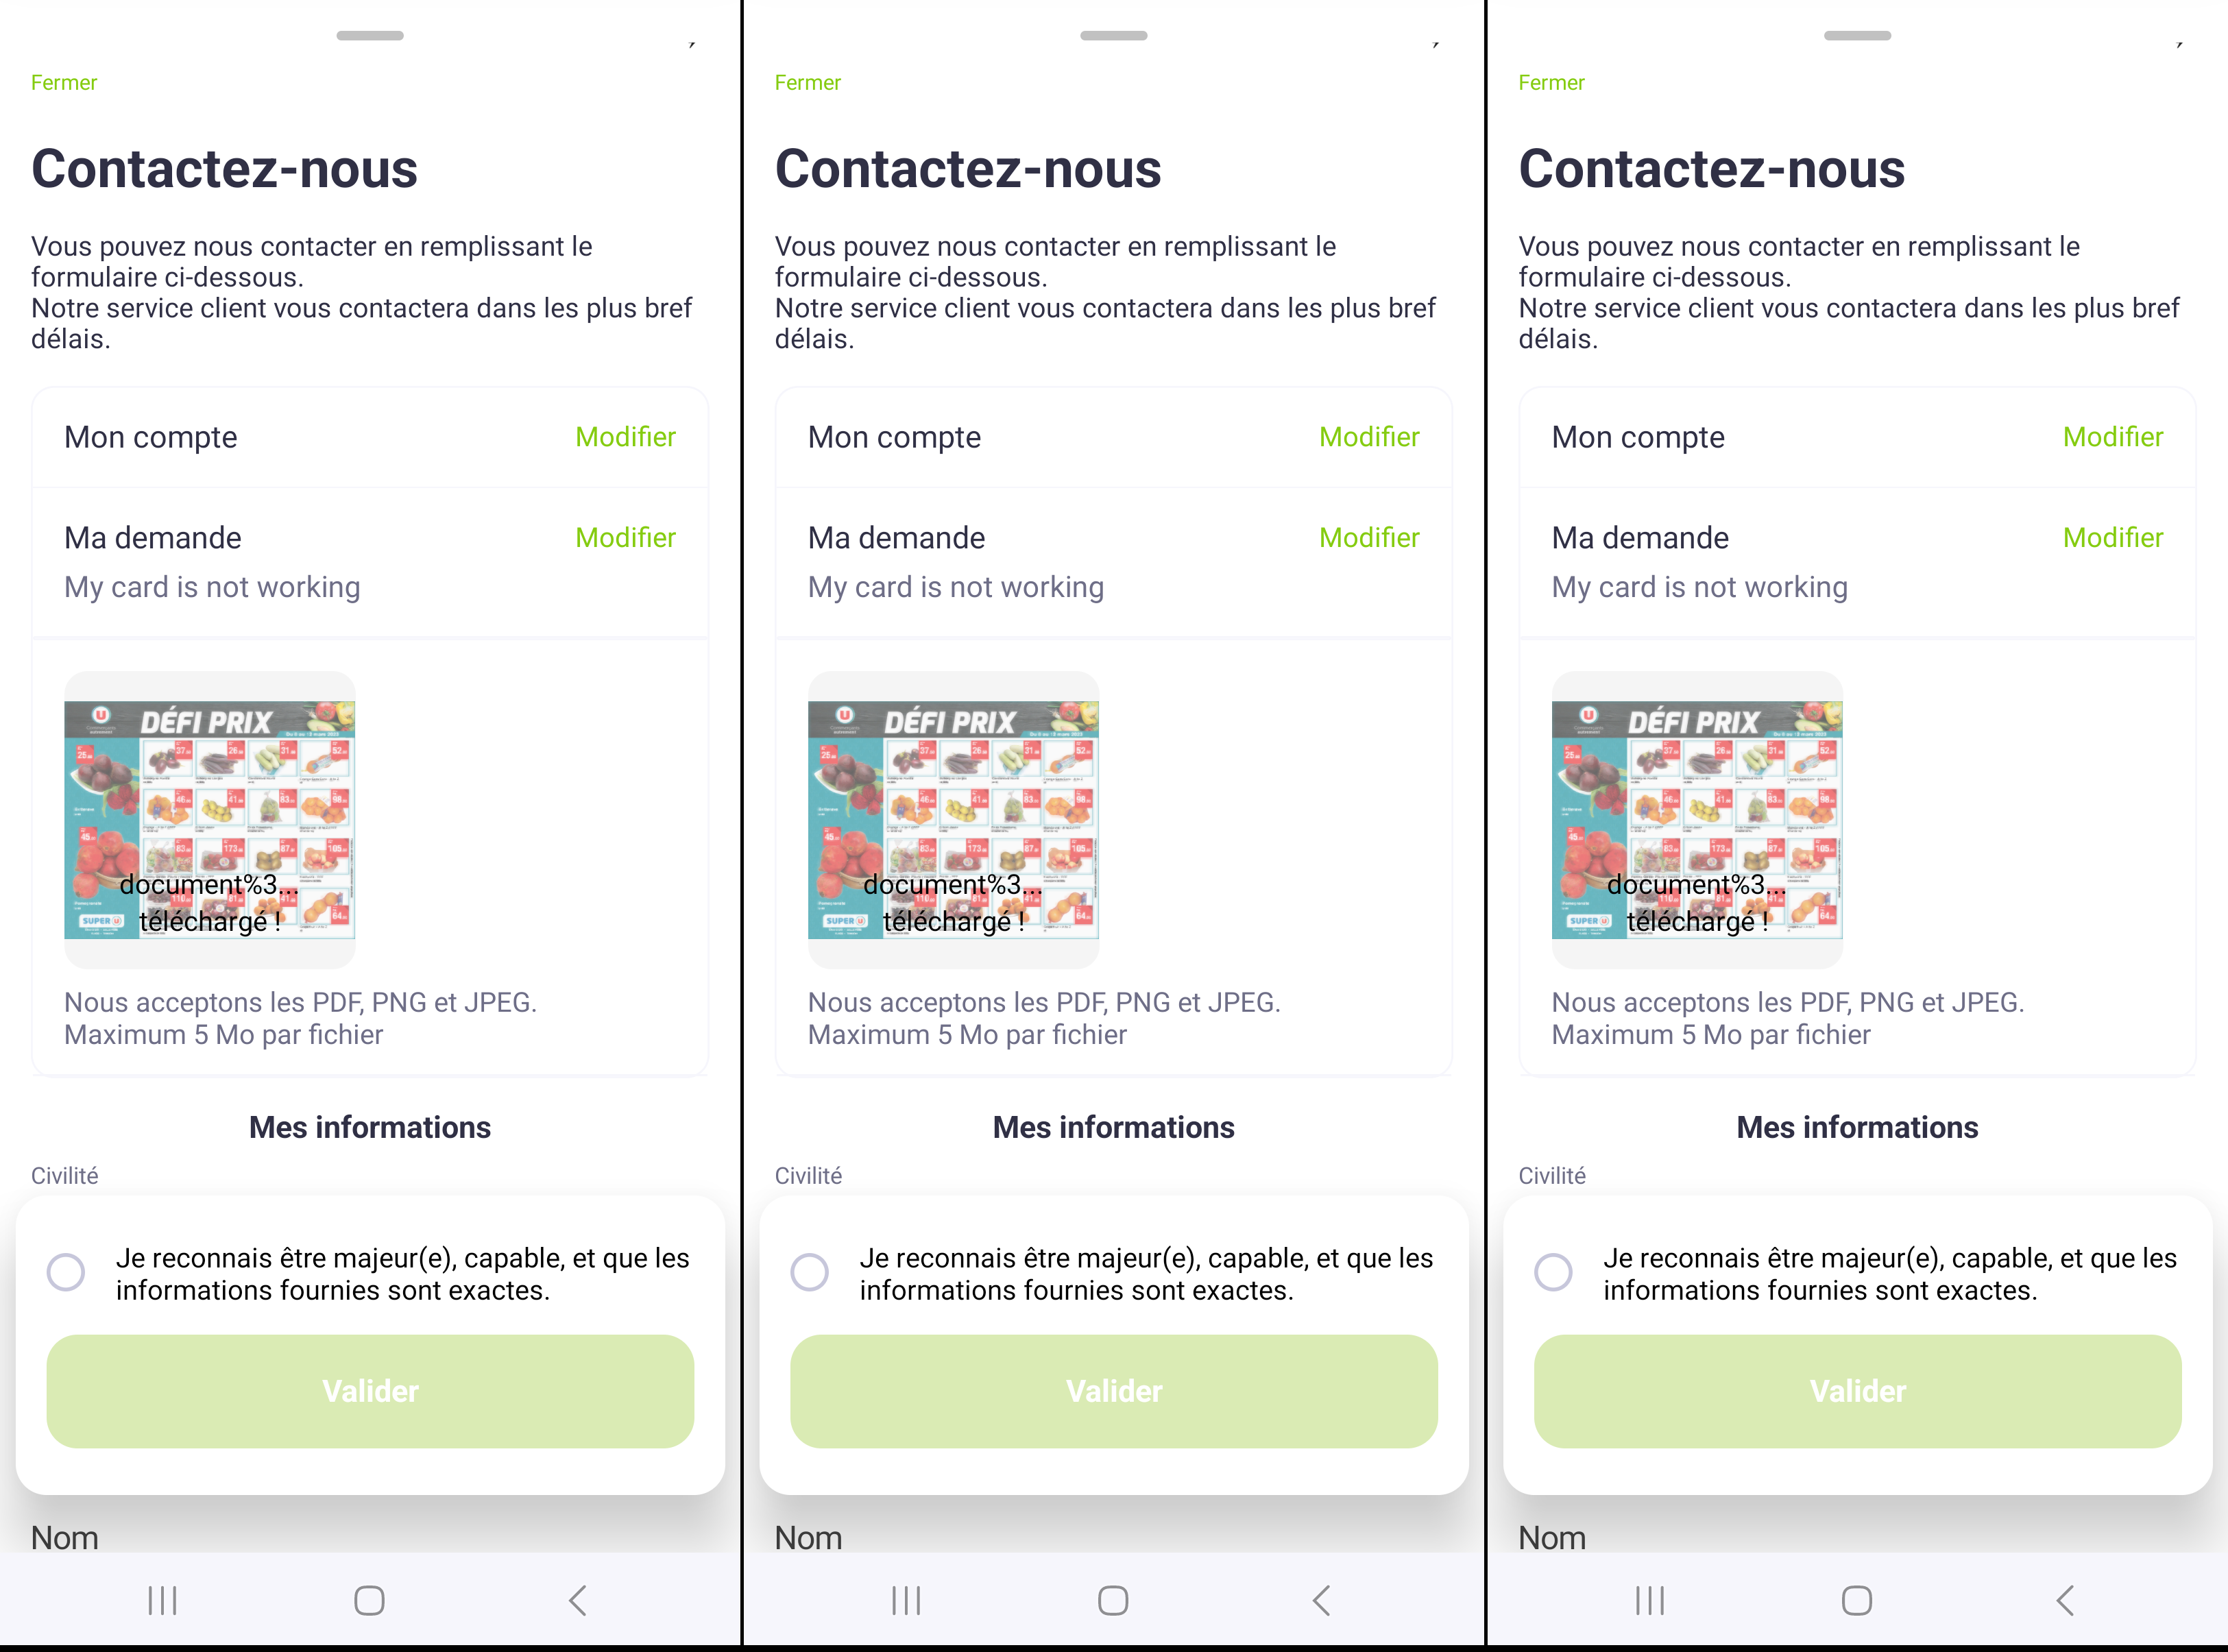 Fermer
Contactez-nous
Vous pouvez nous contacter en remplissant le
formulaire ci-dessous.
Notre service client vous contactera dans les plus bref
délais.
Mon compte Modifier
Ma demande Modifier
My card is not working
U
DÉFI PRIX
document%3...
téléchargé !
SUPER U
Nous acceptons les PDF, PNG et JPEG.
Maximum 5 Mo par fichier
Mes informations
Civilité
Je reconnais être majeur(e), capable, et que les
informations fournies sont exactes.
Valider
Nom
Fermer
Contactez-nous
Vous pouvez nous contacter en remplissant le
formulaire ci-dessous.
Notre service client vous contactera dans les plus bref
délais.
Mon compte Modifier
Ma demande Modifier
My card is not working
U
DÉFI PRIX
document%3...
téléchargé !
SUPER U
Nous acceptons les PDF, PNG et JPEG.
Maximum 5 Mo par fichier
Mes informations
Civilité
Je reconnais être majeur(e), capable, et que les
informations fournies sont exactes.
Valider
Nom
Fermer
Contactez-nous
Vous pouvez nous contacter en remplissant le
formulaire ci-dessous.
Notre service client vous contactera dans les plus bref
délais.
Mon compte Modifier
Ma demande Modifier
My card is not working
U
DÉFI PRIX
document%3...
téléchargé !
SUPER U
Nous acceptons les PDF, PNG et JPEG.
Maximum 5 Mo par fichier
Mes informations
Civilité
Je reconnais être majeur(e), capable, et que les
informations fournies sont exactes.
Valider
Nom